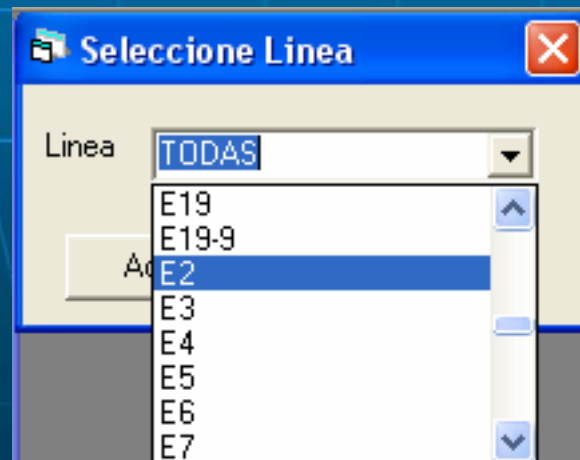 Seleccione Linea
Linea TODAS
E19
E19-9
E2
E3
E4
E5
E6
E7